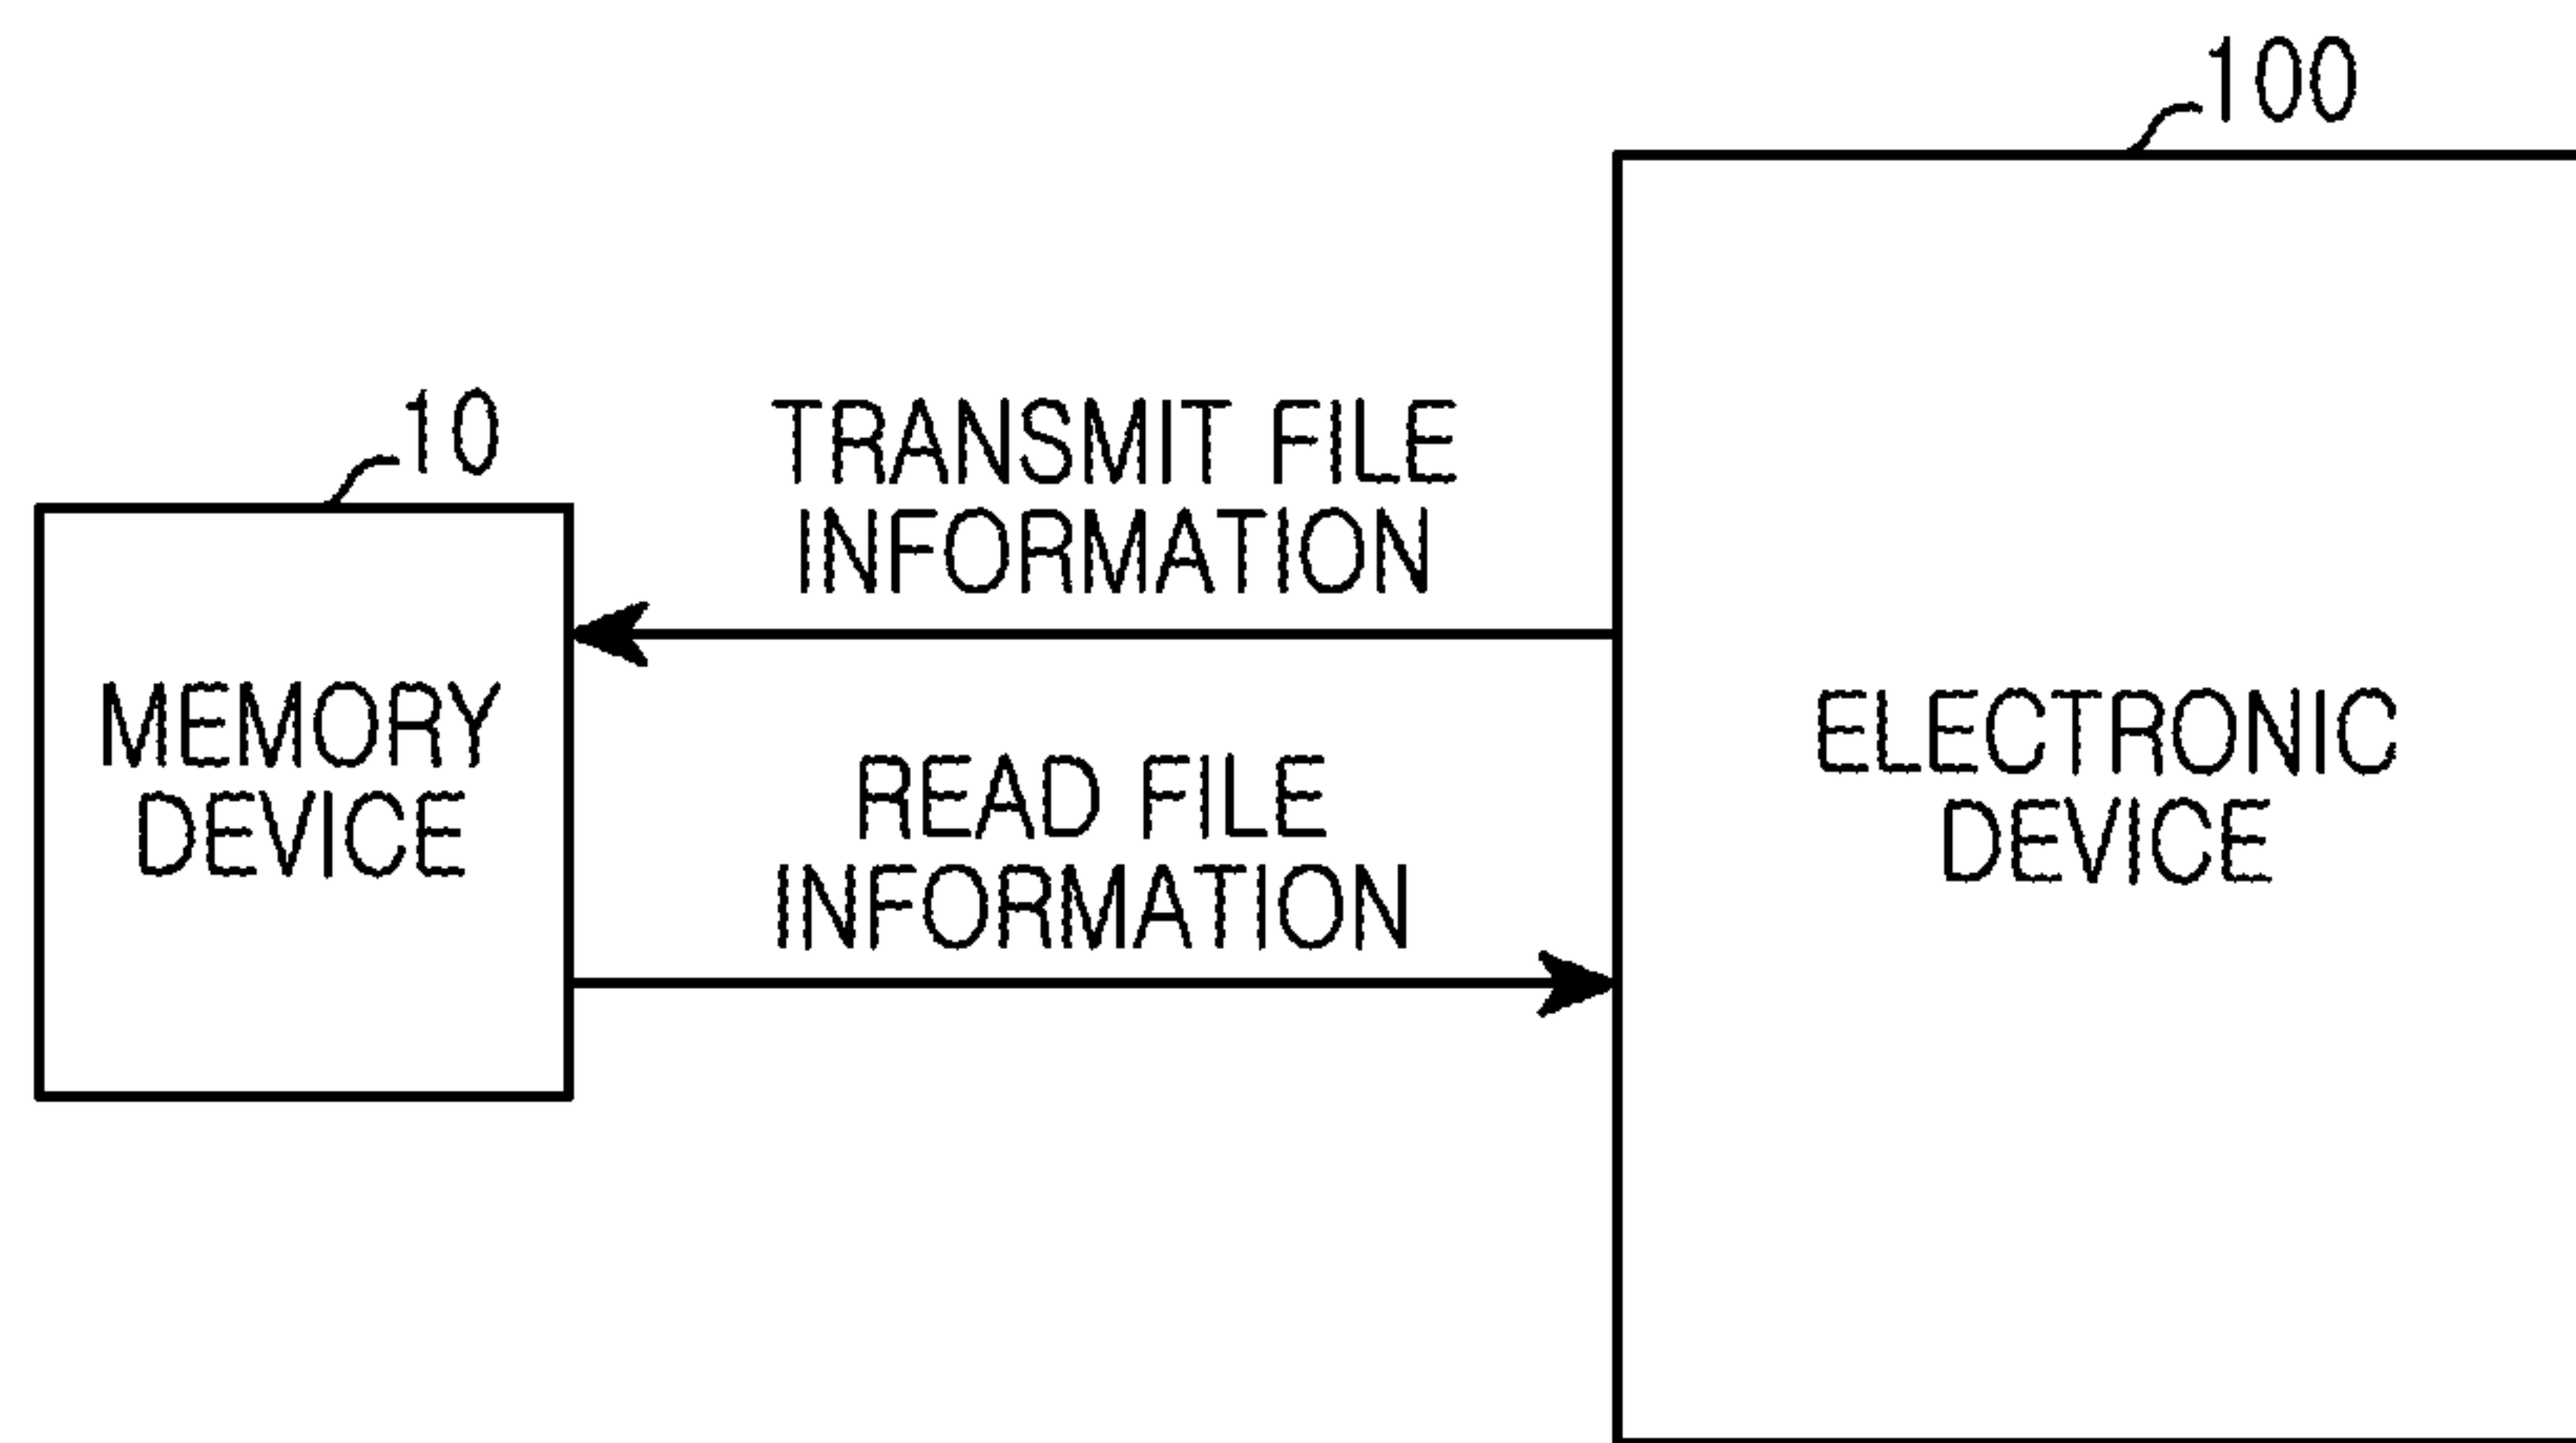 100
10
TRANSMIT FILE
INFORMATION
MEMORY
DEVICE
READ FILE
INFORMATION
ELECTRONIC
DEVICE